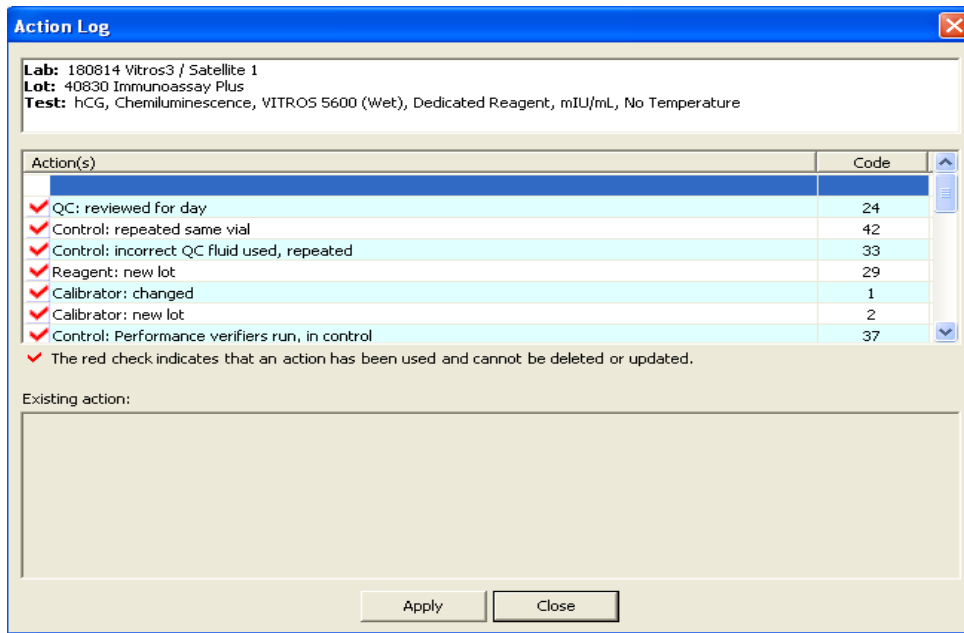 Action Log
Lab: 180814 Vitros3 / Satellite 1
Lot: 40830 Immunoassay Plus
Test: hCG, Chemiluminescence, VITROS 5600 (Wet), Dedicated Reagent, mIU/mL, No Temperature
Action(s) Code
QC: reviewed for day 24
Control: repeated same vial 42
Control: incorrect QC fluid used, repeated 33
Reagent: new lot 29
Calibrator: changed 1
Calibrator: new lot 2
Control: Performance verifiers run, in control 37
The red check indicates that an action has been used and cannot be deleted or updated.
Existing action:
Apply Close